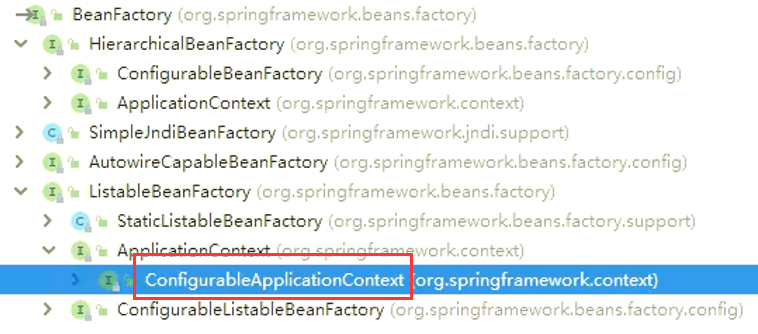 BeanFactory (org.springframework.beans.factory)
HierarchicalBeanFactory (org.springframework.beans.factory)
ConfigurableBeanFactory (org.springframework.beans.factory.config)
ApplicationContext (org.springframework.context)
SimpleJndiBeanFactory (org.springframework.jndi.support)
AutowireCapableBeanFactory (org.springframework.beans.factory.config)
ListableBeanFactory (org.springframework.beans.factory)
StaticListableBeanFactory (org.springframework.beans.factory.support)
ApplicationContext (org.springframework.context)
ConfigurableApplicationContext (org.springframework.context)
ConfigurableListableBeanFactory (org.springframework.beans.factory.config)